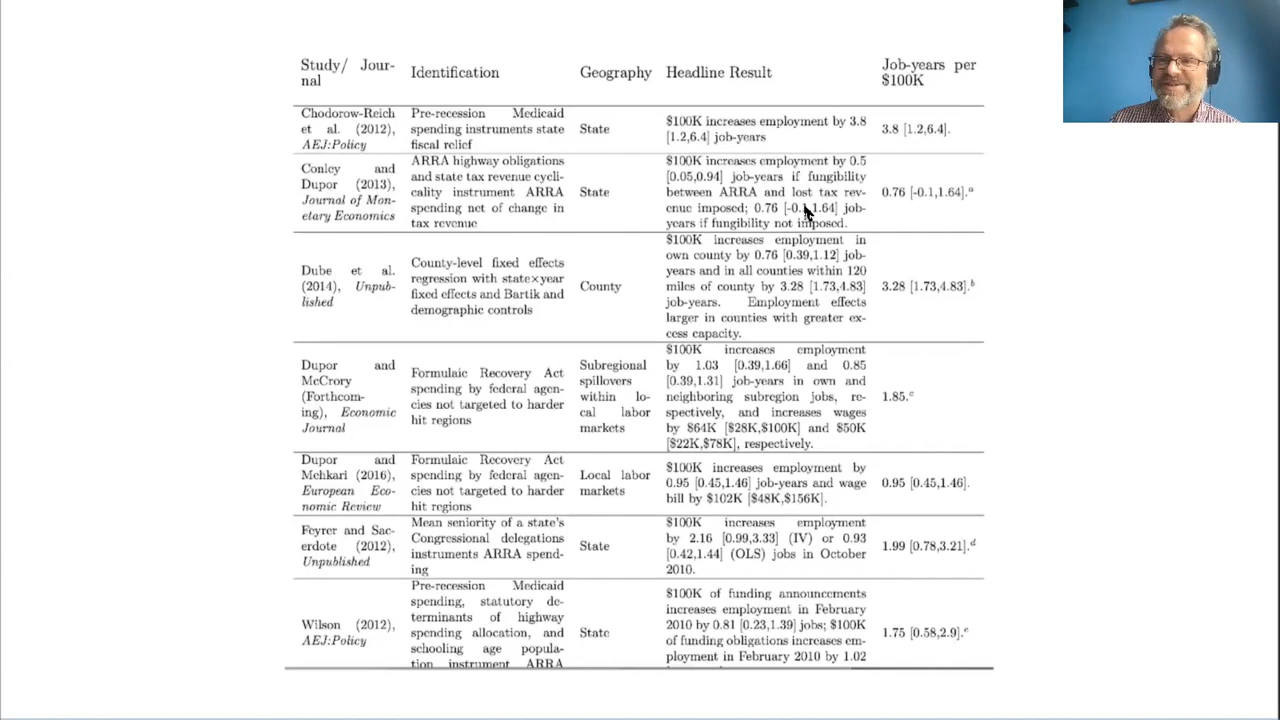 Study/ Jour-
nal
Identification
Geography
Headline Result
Job-years per
$100K
Chodorow-Reich
et al. (2012),
AEJ:Policy
Pre-recession Medicaid
spending instruments state
fiscal relief
State
$100K increases employment by 3.8
[1.2,6.4] job-years
3.8 [1.2,6.4].
Conley and
Dupor (2013),
Journal of Mon-
etary Economics
ARRA highway obligations
and state tax revenue cycli-
cality instrument ARRA
spending net of change in
tax revenue
State
$100K increases employment by 0.5
[0.05,0.94] job-years if fungibility
between ARRA and lost tax rev-
enue imposed; 0.76 [-0.1,1.64] job-
years if fungibility not imposed.
0.76 [-0.1,1.64].a
Dube et al.
(2014), Unpub-
lished
County-level fixed effects
regression with state×year
fixed effects and Bartik and
demographic controls
County
$100K increases employment in
own county by 0.76 [0.39,1.12] job-
years and in all counties within 120
miles of county by 3.28 [1.73,4.83]
job-years. Employment effects
larger in counties with greater ex-
cess capacity.
3.28 [1.73,4.83].b
Dupor and
McCrory
(Forthcom-
ing), Economic
Journal
Formulaic Recovery Act
spending by federal agen-
cies not targeted to harder
hit regions
Subregional
spillovers
within lo-
cal labor
markets
$100K increases employment
by 1.03 [0.39,1.66] and 0.85
[0.39,1.31] job-years in own and
neighboring subregion jobs, re-
spectively, and increases wages
by $64K [$28K,$100K] and $50K
[$22K,$78K], respectively.
1.85.c
Dupor and
Mehkari (2016),
European Eco-
nomic Review
Formulaic Recovery Act
spending by federal agen-
cies not targeted to harder
hit regions
Local labor
markets
$100K increases employment by
0.95 [0.45,1.46] job-years and wage
bill by $102K [$48K,$156K].
0.95 [0.45,1.46].
Feyrer and Sac-
erdote (2012),
Unpublished
Mean seniority of a state's
Congressional delegations
instruments ARRA spend-
ing
State
$100K increases employment
by 2.16 [0.99,3.33] (IV) or 0.93
[0.42,1.44] (OLS) jobs in October
2010.
1.99 [0.78,3.21].d
Wilson (2012),
AEJ:Policy
Pre-recession Medicaid
spending, statutory de-
terminants of highway
spending allocation, and
schooling age popula-
tion instrument ARRA
State
$100K of funding announcements
increases employment in February
2010 by 0.81 [0.23,1.39] jobs; $100K
of funding obligations increases em-
ployment in February 2010 by 1.02
1.75 [0.58,2.9].e